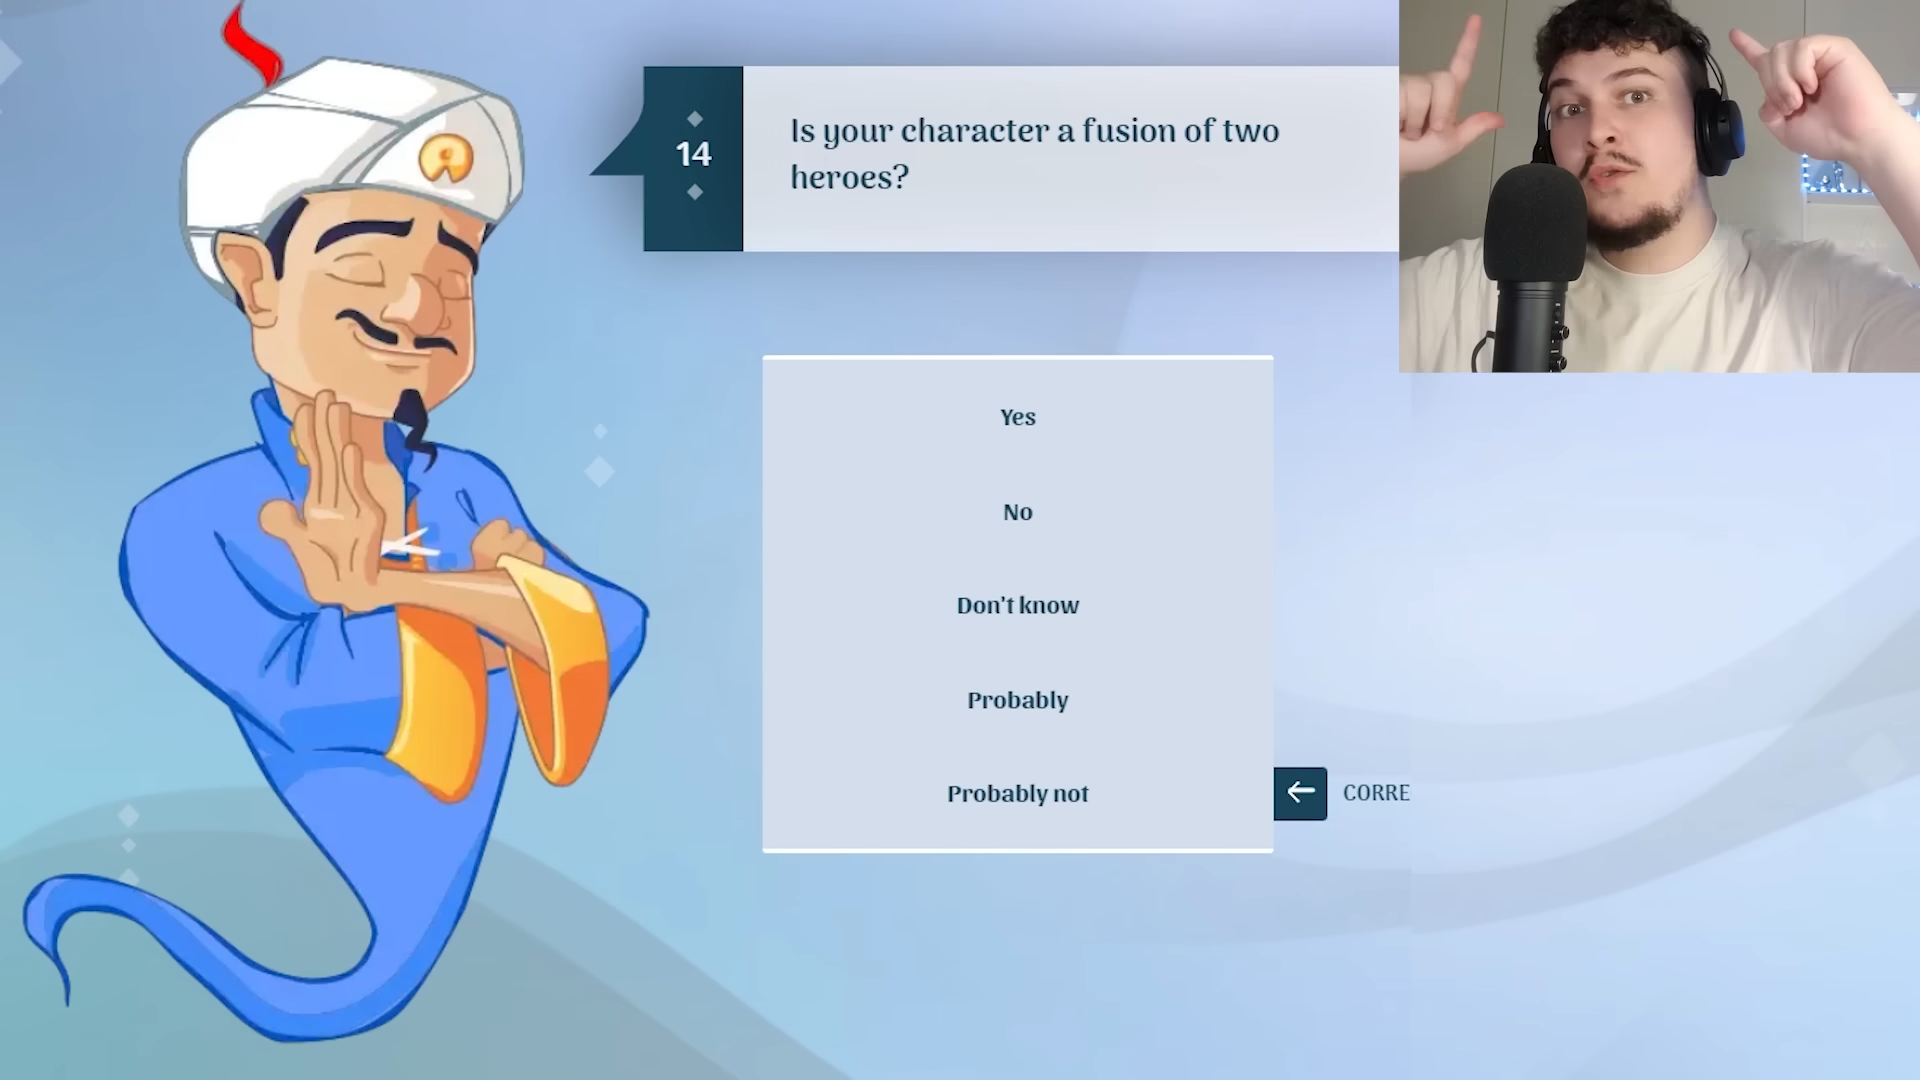 14
Is your character a fusion of two
heroes?
Yes
No
Don't know
Probably
Probably not
CORRE